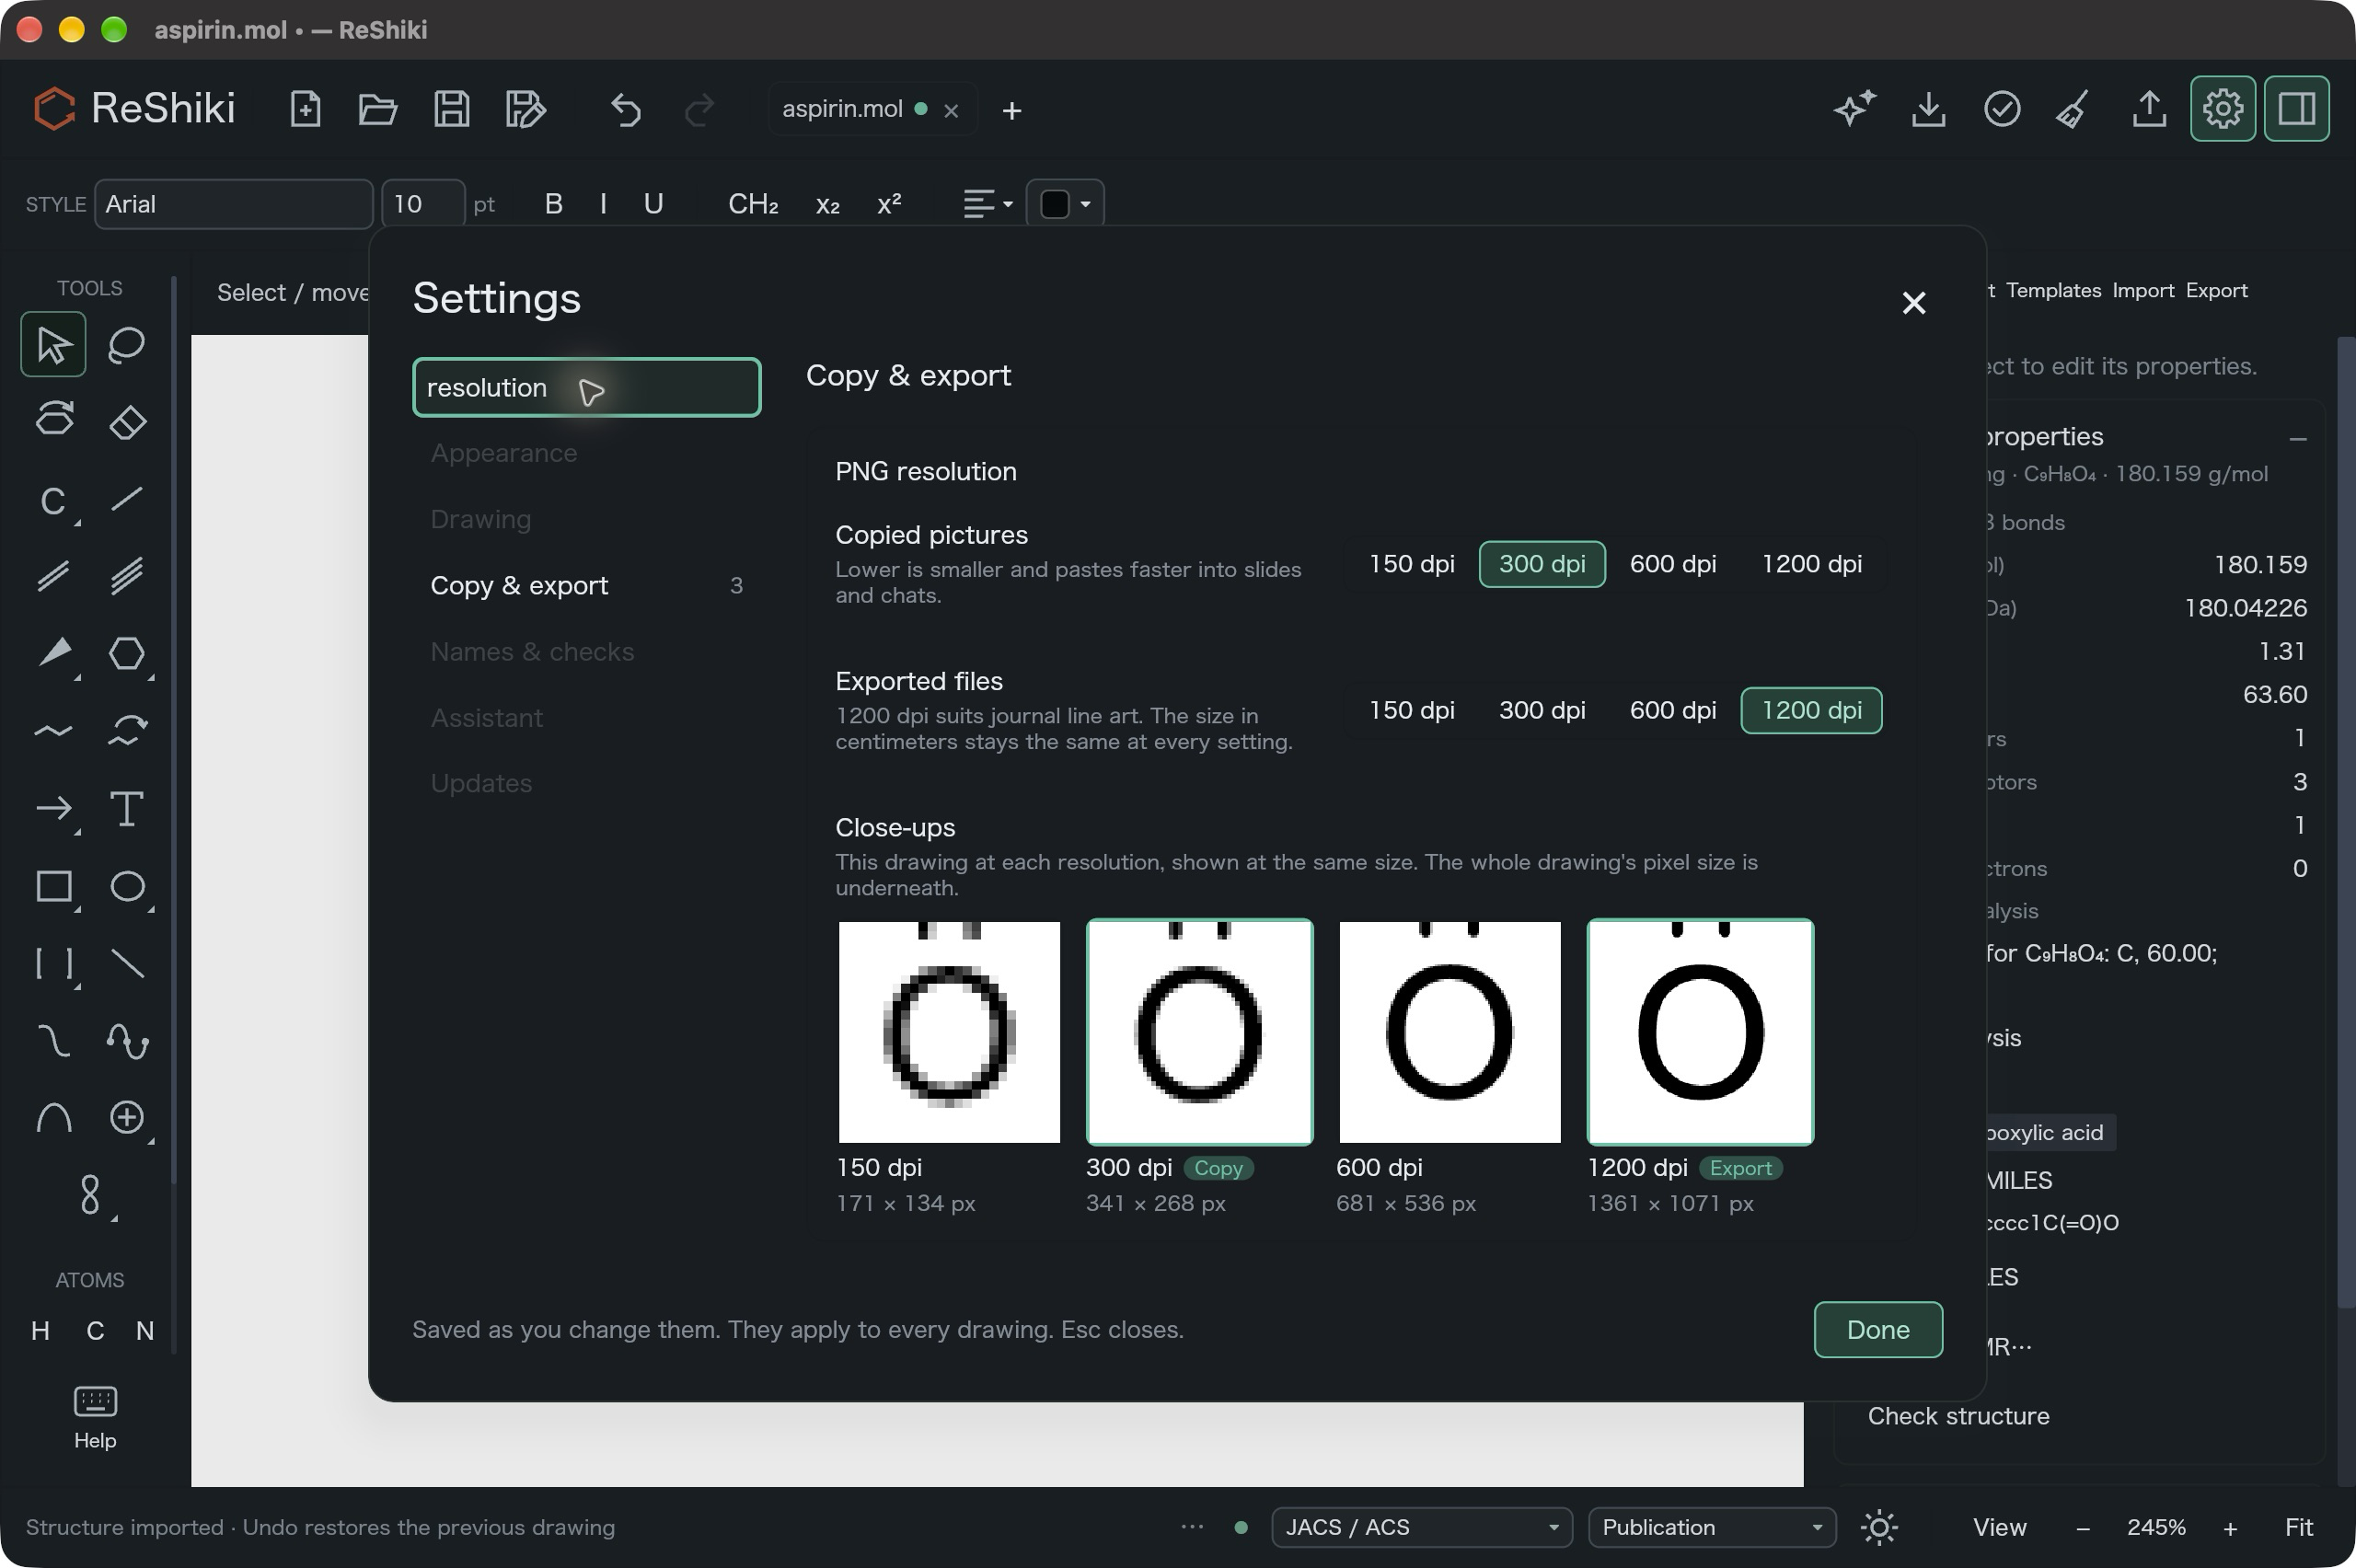 aspirin.mol • — ReShiki
ReShiki
aspirin.mol
STYLE Arial 10 pt B I U CH₂ x₂ x²
TOOLS
Select / move
t Templates Import Export
Settings
resolution
Appearance
Drawing
Copy & export 3
Names & checks
Assistant
Updates
Copy & export
PNG resolution
Copied pictures
Lower is smaller and pastes faster into slides
and chats.
150 dpi 300 dpi 600 dpi 1200 dpi
Exported files
1200 dpi suits journal line art. The size in
centimeters stays the same at every setting.
150 dpi 300 dpi 600 dpi 1200 dpi
Close-ups
This drawing at each resolution, shown at the same size. The whole drawing's pixel size is
underneath.
O O O O
150 dpi 300 dpi Copy 600 dpi 1200 dpi Export
171 × 134 px 341 × 268 px 681 × 536 px 1361 × 1071 px
Saved as you change them. They apply to every drawing. Esc closes.
Done
ect to edit its properties.
properties
ng · C₉H₈O₄ · 180.159 g/mol
bonds
ol) 180.159
Da) 180.04226
1.31
63.60
rs 1
ptors 3
1
ctrons 0
alysis
for C₉H₈O₄: C, 60.00;
ysis
boxylic acid
MILES
cccc1C(=O)O
LES
MR···
Check structure
C
T
ATOMS
H C N
Help
Structure imported · Undo restores the previous drawing
JACS / ACS
Publication
View − 245% + Fit